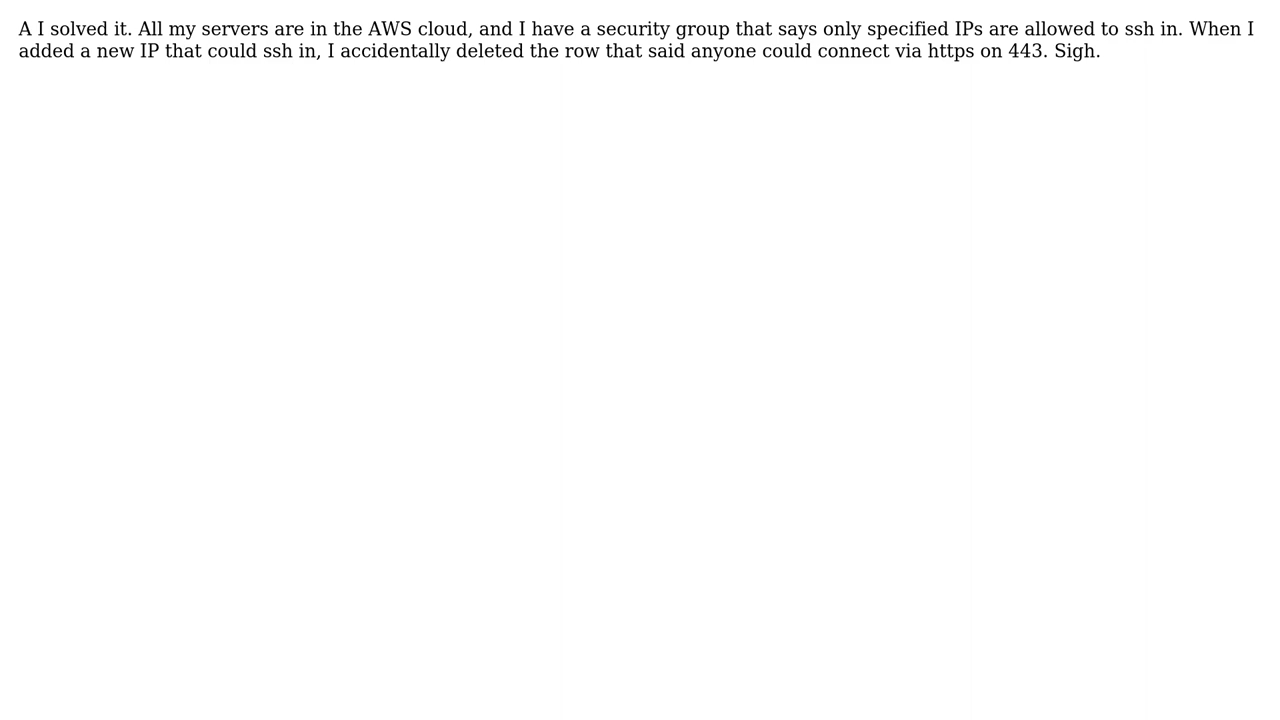 A I solved it. All my servers are in the AWS cloud, and I have a security group that says only specified IPs are allowed to ssh in. When I
added a new IP that could ssh in, I accidentally deleted the row that said anyone could connect via https on 443. Sigh.